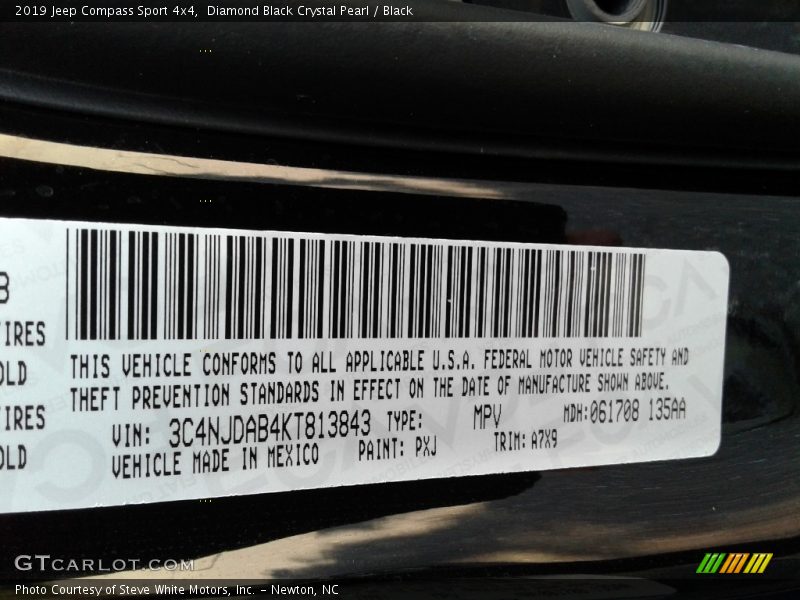 2019 Jeep Compass Sport 4x4, Diamond Black Crystal Pearl / Black
THIS VEHICLE CONFORMS TO ALL APPLICABLE U.S.A. FEDERAL MOTOR VEHICLE SAFETY AND
THEFT PREVENTION STANDARDS IN EFFECT ON THE DATE OF MANUFACTURE SHOWN ABOVE.
VIN: 3C4NJDAB4KT813843 TYPE: MPV MDH:061708 135AA
VEHICLE MADE IN MEXICO PAINT: PXJ TRIM: A7X9
IRES
OLD
IRES
OLD
GTCARLOT.COM
Photo Courtesy of Steve White Motors, Inc. – Newton, NC